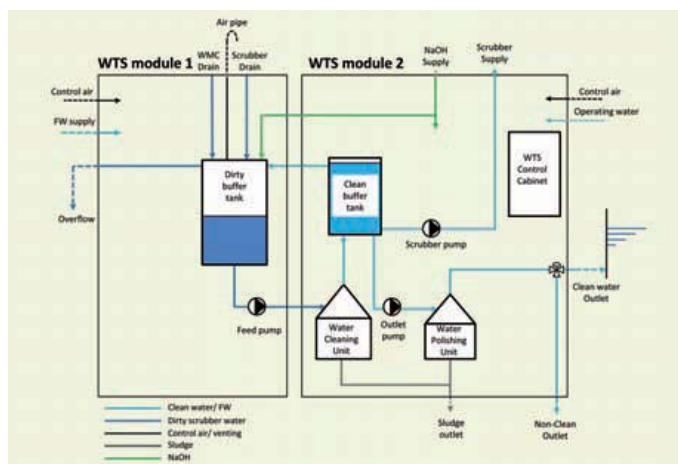 Air pipe
WTS module 1
WMC
Drain
Scrubber
Drain
WTS module 2
NaOH
Supply
Scrubber
Supply
Control air
FW supply
Control air
Operating water
WTS
Control
Cabinet
Dirty
buffer
tank
Clean
buffer
tank
Overflow
Scrubber pump
Clean water
Outlet
Feed pump
Water
Cleaning
Unit
Outlet
pump
Water
Polishing
Unit
Clean water/ FW
Dirty scrubber water
Control air/ venting
Sludge
NaOH
Sludge
outlet
Non-Clean
Outlet